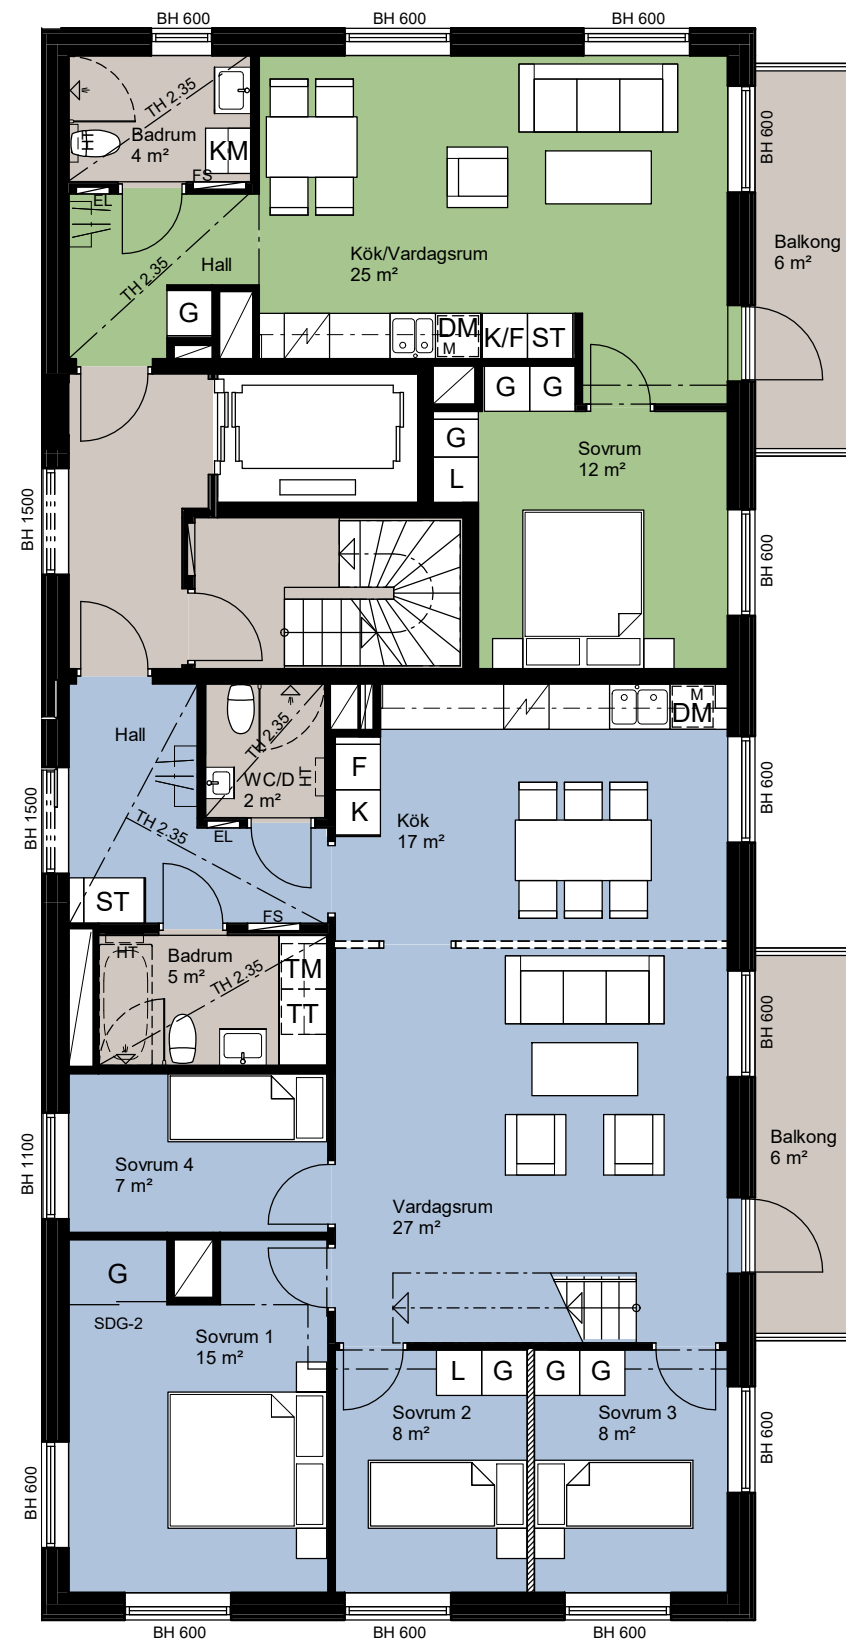 BH 600
BH 600
BH 600
TH 2.35
Badrum
4 m²
HT
KM
FS
EL
BH 600
Kök/Vardagsrum
25 m²
Balkong
6 m²
Hall
TH 2.35
G
DM
M
K/F
ST
G
G
G
L
Sovrum
12 m²
BH 1500
BH 600
Hall
TH 2.35
WC/D
2 m²
HT
M
DM
F
K
Kök
17 m²
BH 600
BH 1500
EL
TH 2.35
ST
FS
HT
Badrum
5 m²
TH 2.35
TM
TT
BH 600
Sovrum 4
7 m²
BH 1100
Balkong
6 m²
Vardagsrum
27 m²
G
SDG-2
Sovrum 1
15 m²
L
G
G
G
Sovrum 2
8 m²
Sovrum 3
8 m²
BH 600
BH 600
BH 600
BH 600
BH 600